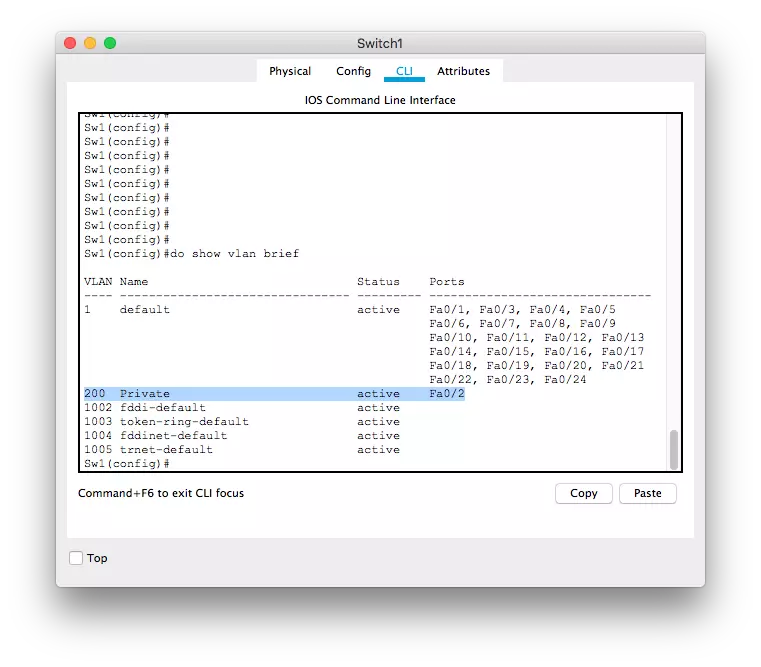 Switch1
Physical Config CLI Attributes
IOS Command Line Interface
Sw1(config)#
Sw1(config)#
Sw1(config)#
Sw1(config)#
Sw1(config)#
Sw1(config)#
Sw1(config)#
Sw1(config)#
Sw1(config)#
Sw1(config)#
Sw1(config)#do show vlan brief
VLAN Name Status Ports
---- -------------------------------- --------- -------------------------------
1 default active Fa0/1, Fa0/3, Fa0/4, Fa0/5
Fa0/6, Fa0/7, Fa0/8, Fa0/9
Fa0/10, Fa0/11, Fa0/12, Fa0/13
Fa0/14, Fa0/15, Fa0/16, Fa0/17
Fa0/18, Fa0/19, Fa0/20, Fa0/21
Fa0/22, Fa0/23, Fa0/24
200 Private active Fa0/2
1002 fddi-default active
1003 token-ring-default active
1004 fddinet-default active
1005 trnet-default active
Sw1(config)#
Command+F6 to exit CLI focus
Copy Paste
Top